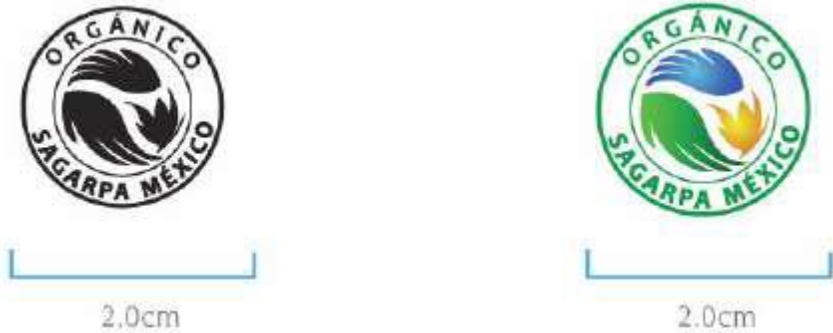 ORGÁNICO
SAGARPA MÉXICO
2.0cm
ORGÁNICO
SAGARPA MÉXICO
2.0cm